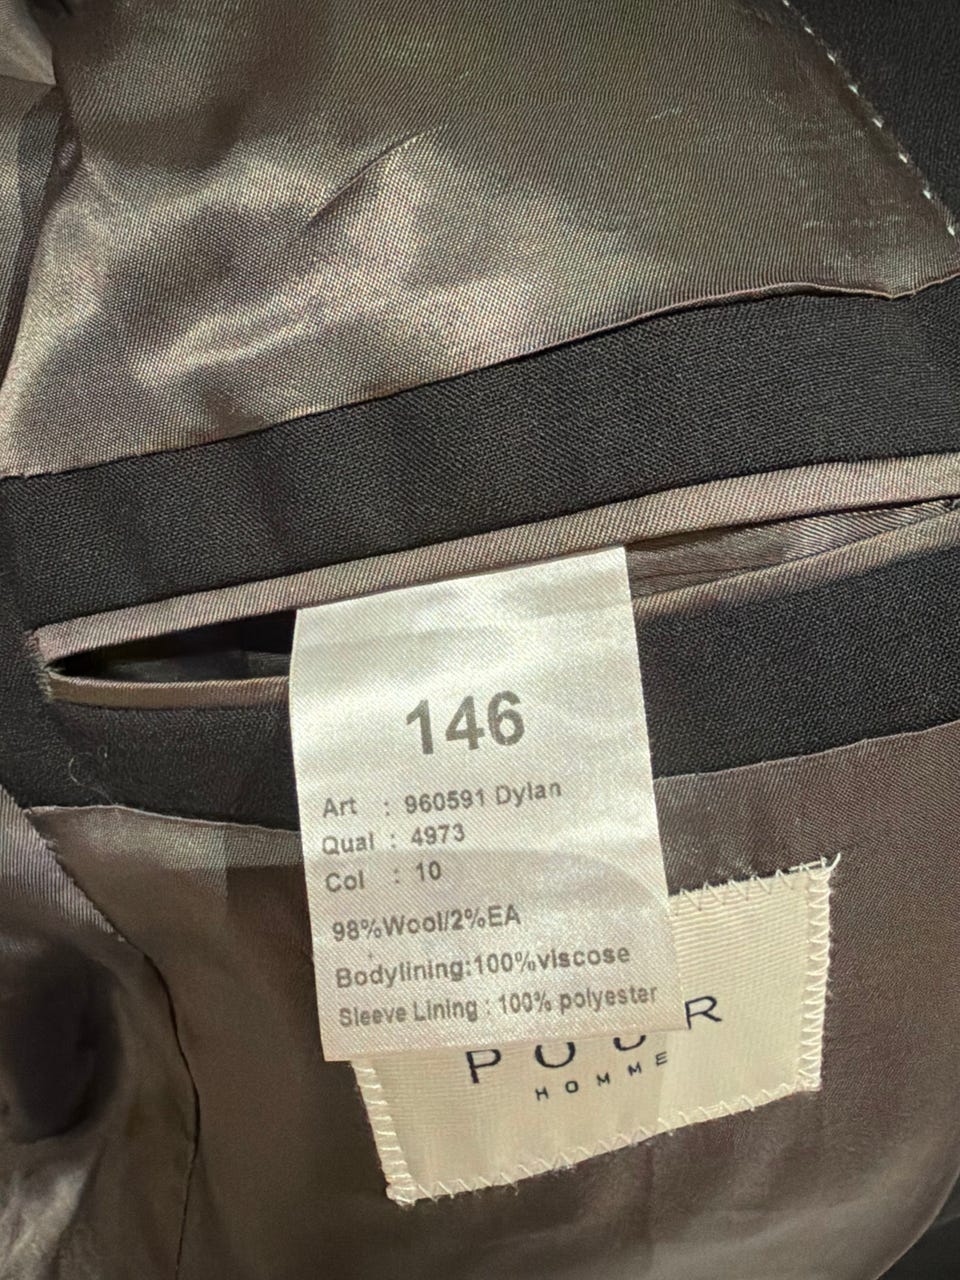 146
Art : 960591 Dylan
Qual : 4973
Col : 10
98%Wool/2%EA
Bodylining:100%viscose
Sleeve Lining : 100% polyester
POUR
HOMME